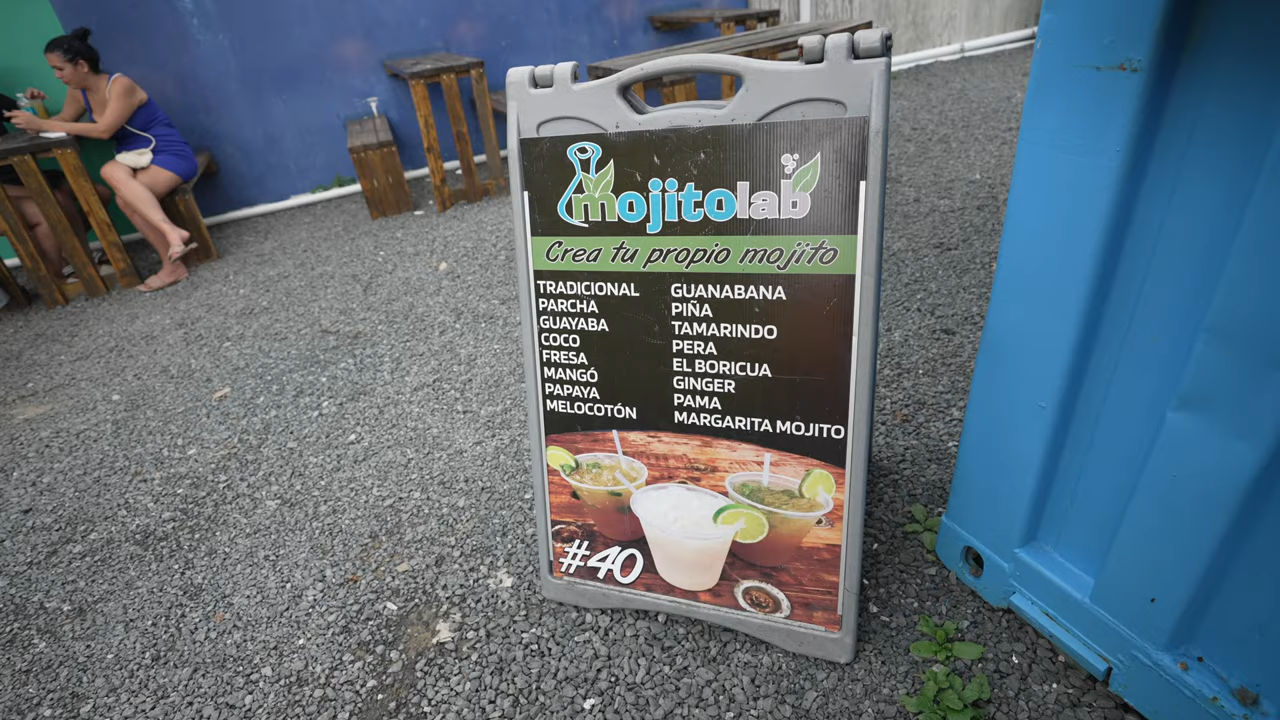 mojitolab
Crea tu propio mojito
TRADICIONAL
PARCHA
GUAYABA
COCO
FRESA
MANGÓ
PAPAYA
MELOCOTÓN
GUANABANA
PIÑA
TAMARINDO
PERA
EL BORICUA
GINGER
PAMA
MARGARITA MOJITO
#40